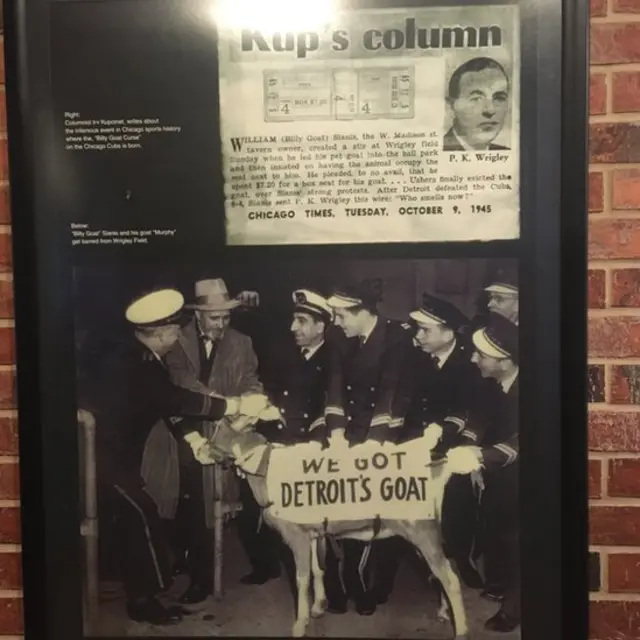 Kup's column
Right:
Columnist Irv Kupcinet, writes about
the infamous event in Chicago sports history
where the, "Billy Goat Curse"
on the Chicago Cubs is born.
4
4
P. K. Wrigley
WILLIAM (Billy Goat) Sianis, the W. Madison st.
tavern owner, created a stir at Wrigley field
Sunday when he led his pet goat into the ball park
and then insisted on having the animal occupy the
seat next to him. He pleaded, to no avail, that he
spent $7.20 for a box seat for his goat. . . . Ushers finally evicted the
goat, over Sianis' strong protests. After Detroit defeated the Cubs,
8-4, Sianis sent P. K. Wrigley this wire: "Who smells now?"
CHICAGO TIMES, TUESDAY, OCTOBER 9, 1945
Below:
"Billy Goat" Sianis and his goat "Murphy"
get barred from Wrigley Field.
WE GOT
DETROIT'S GOAT